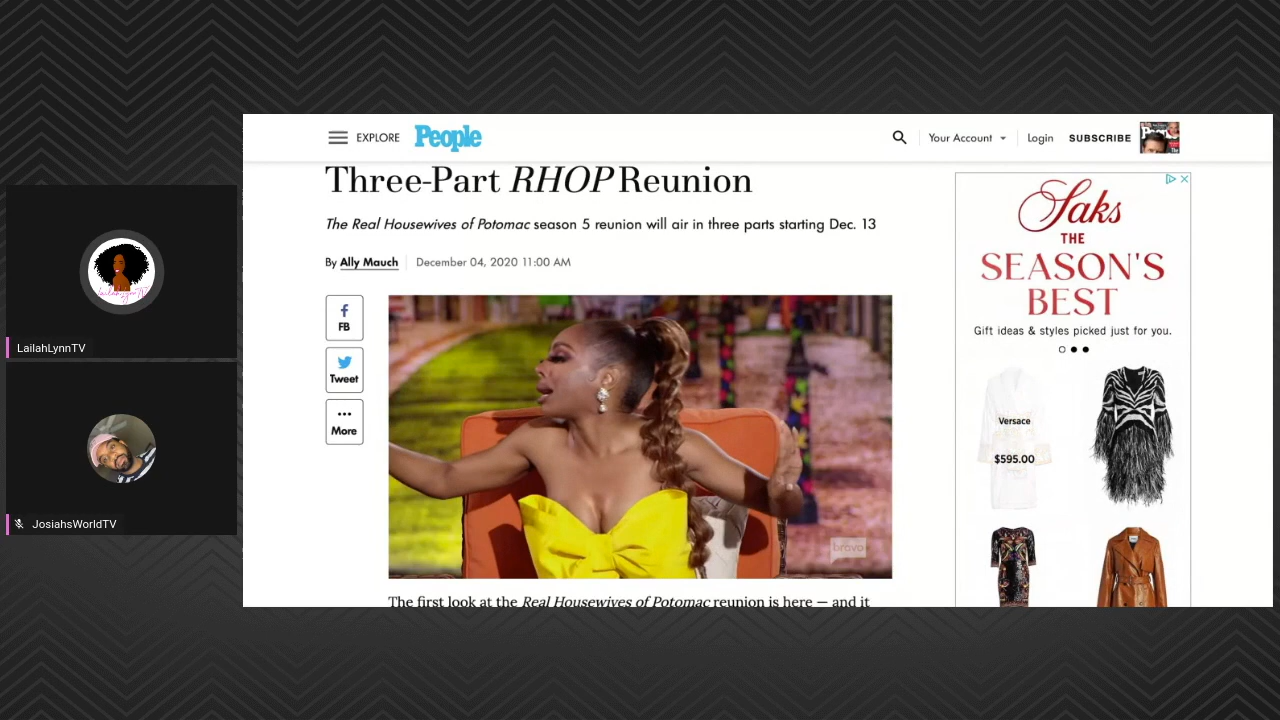 LailahLynnTV
JosiahsWorldTV
EXPLORE
People
Your Account
Login
SUBSCRIBE
Three-Part RHOP Reunion
The Real Housewives of Potomac season 5 reunion will air in three parts starting Dec. 13
By Ally Mauch
December 04, 2020 11:00 AM
FB
Tweet
More
bravo
The first look at the Real Housewives of Potomac reunion is here — and it
Saks
THE
SEASON'S
BEST
Gift ideas & styles picked just for you.
Versace
$595.00